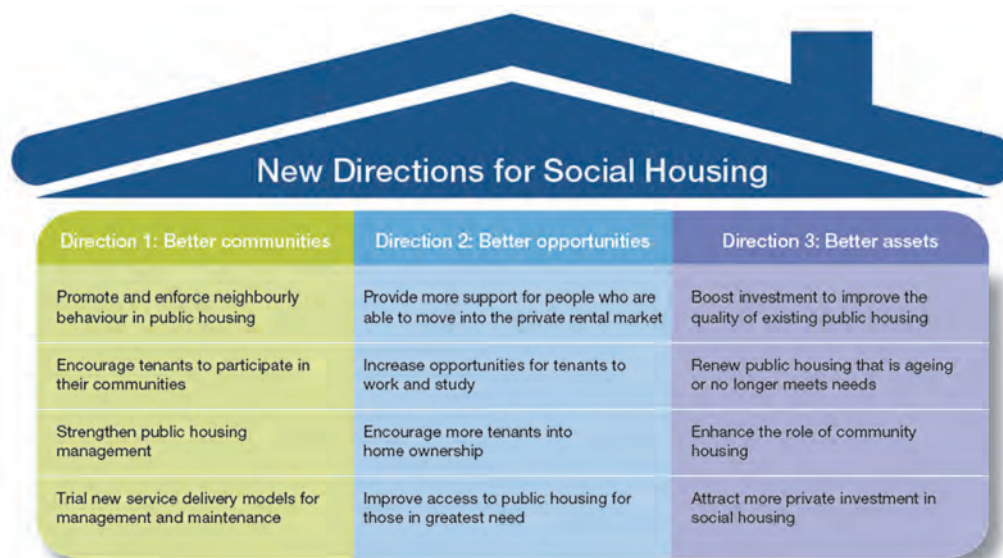 New Directions for Social Housing
Direction 1: Better communities
Promote and enforce neighbourly
behaviour in public housing
Encourage tenants to participate in
their communities
Strengthen public housing
management
Trial new service delivery models for
management and maintenance
Direction 2: Better opportunities
Provide more support for people who are
able to move into the private rental market
Increase opportunities for tenants to
work and study
Encourage more tenants into
home ownership
Improve access to public housing for
those in greatest need
Direction 3: Better assets
Boost investment to improve the
quality of existing public housing
Renew public housing that is ageing
or no longer meets needs
Enhance the role of community
housing
Attract more private investment in
social housing